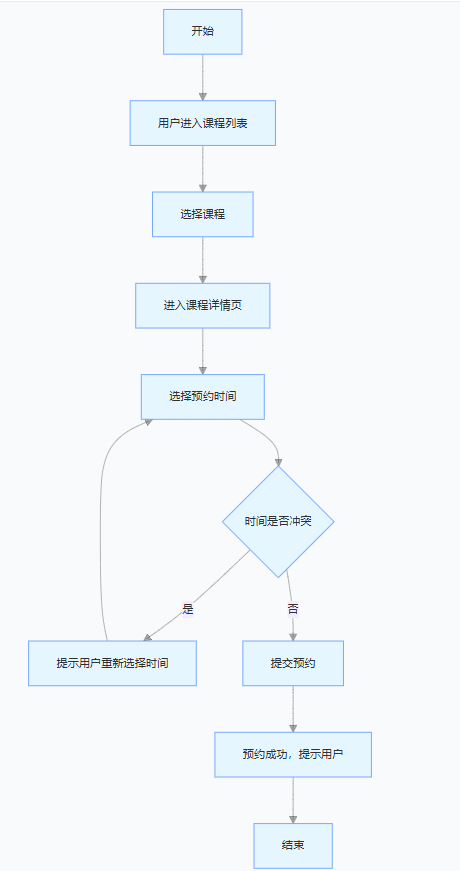 开始
用户进入课程列表
选择课程
进入课程详情页
选择预约时间
时间是否冲突
是
否
提示用户重新选择时间
提交预约
预约成功，提示用户
结束